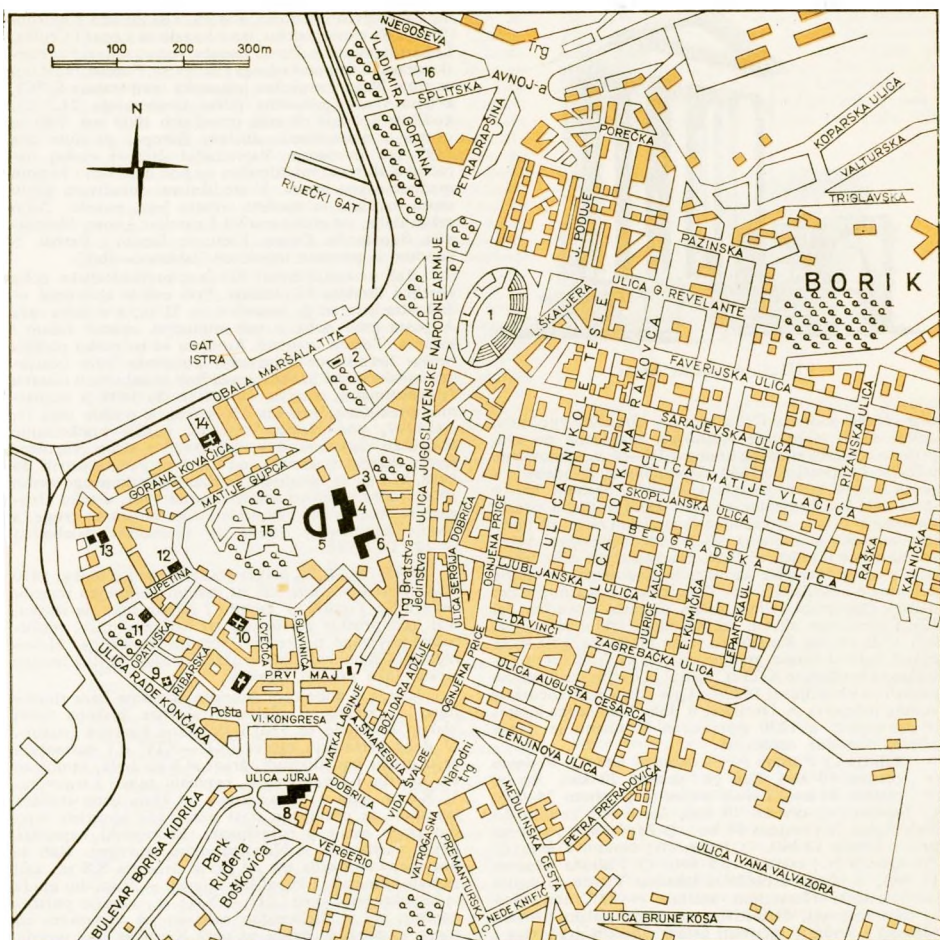 0 100 200 300m
N
NJEGOŠEVA
Trg
AVNOJ-a
VLADIMIRA GORTANA
16
SPLITSKA
PETRA DRAPŠINA
POREČKA
KOPARSKA ULICA
VALTURSKA
TRIGLAVSKA
RIJEČKI GAT
J. PODUJE
PAZINSKA
BORIK
ULICA G. REVELANTE
1
L. ŠKALJERA
ULICA JUGOSLAVENSKE NARODNE ARMIJE
GAT
ISTRA
OBALA MARŠALA TITA
2
ULICA NIKOLE TESLE
ULICA JOAKIMA RAKOVCA
FAVERIJSKA ULICA
SARAJEVSKA ULICA
RIŽANSKA ULICA
14
GORANA KOVAČIĆA
MATIJE GUPCA
ULICA MATIJE VLAČIĆA
SKOPLJANSKA ULICA
BEOGRADSKA ULICA
3
4
5
6
15
13
12
LUPETINA
Trg Bratstva-
Jedinstva
ULICA SERGIJA DOBRIĆA
OGNJENA PRICE
LJUBLJANSKA ULICA
RAŠKA
KALNIČKA
JURICE KALCA
E. KUMIČIĆA
LEPANTSKA UL.
11
OPATIJSKA
10
J. CVEČIĆA
F. GLAVINIĆA
L. DA VINCI
ZAGREBAČKA ULICA
9
RIBARSKA
ULICA RADE KONČARA
PRVI MAJ
7
Pošta
VI. KONGRESA
MATKA LAGINJE
A. SMAREGLIA
BOŽIDARA ADŽIJE
OGNJENA PRICE
ULICA AUGUSTA CESARCA
LENJINOVA ULICA
ULICA JURJA
DOBRILA
8
VIDA ŠVALBE
Narodni
trg
VERGERIO
VATROGASNA
PREMANTURSKA C.
MEDULINSKA CESTA
PETRA PRERADOVIĆA
BULEVAR BORISA KIDRIČA
Park
Ruđera
Boškovića
NEDE KNIFIĆ
ULICA IVANA VALVAZORA
ULICA BRUNE KOSA